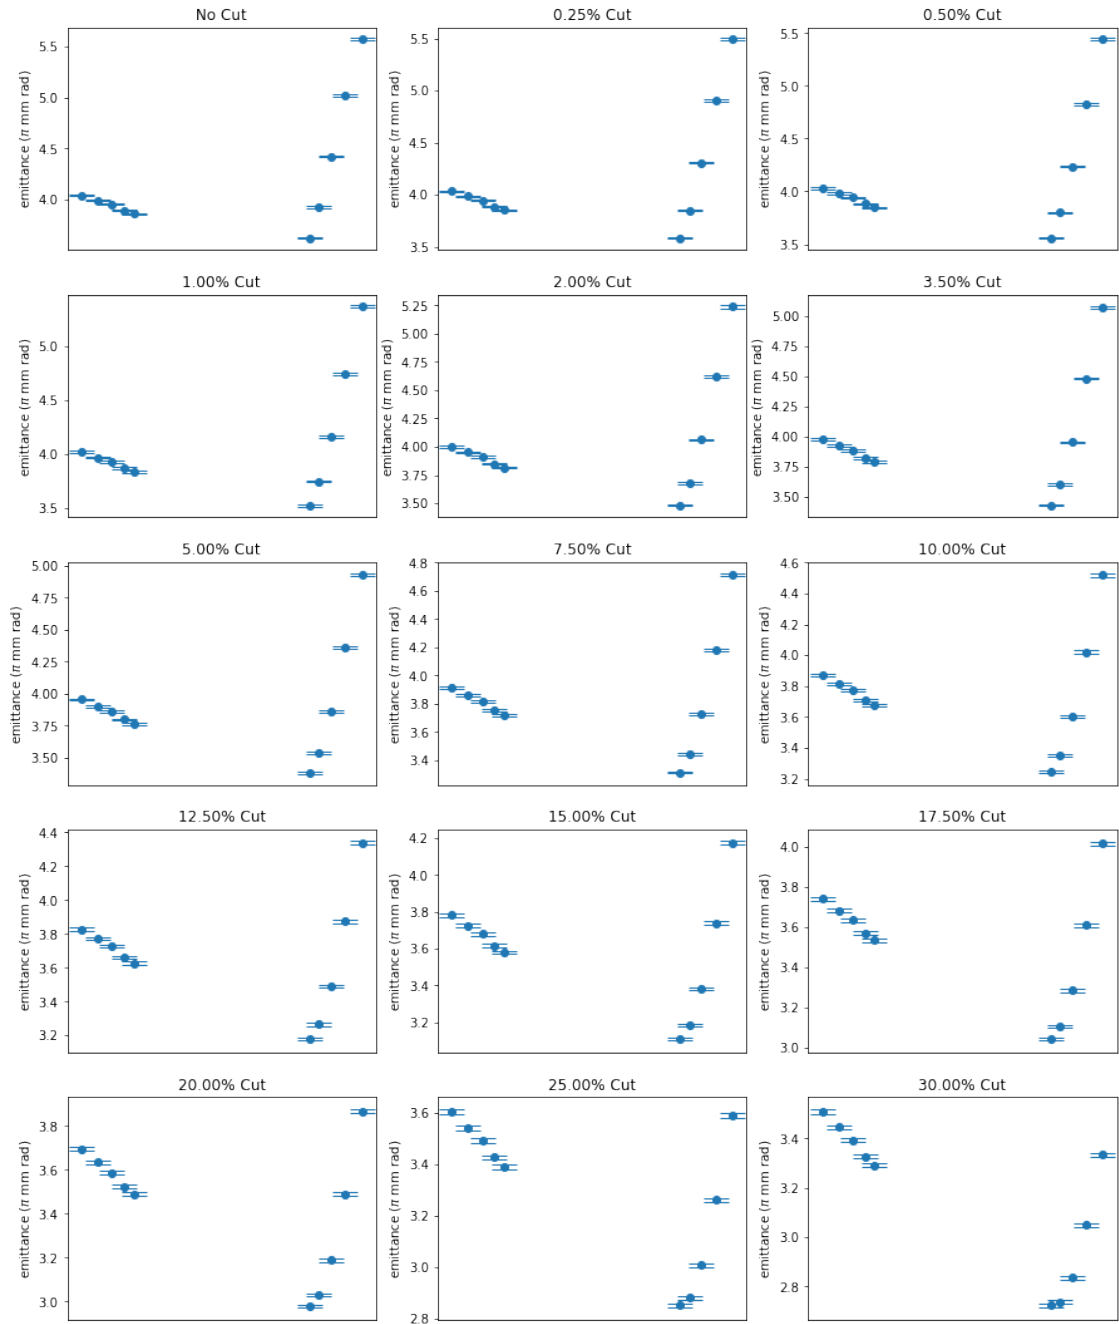 No Cut
0.25% Cut
0.50% Cut
emittance (π mm rad)
5.5
5.0
4.5
4.0
emittance (π mm rad)
5.5
5.0
4.5
4.0
3.5
emittance (π mm rad)
5.5
5.0
4.5
4.0
3.5
1.00% Cut
2.00% Cut
3.50% Cut
emittance (π mm rad)
5.0
4.5
4.0
3.5
emittance (π mm rad)
5.25
5.00
4.75
4.50
4.25
4.00
3.75
3.50
emittance (π mm rad)
5.00
4.75
4.50
4.25
4.00
3.75
3.50
5.00% Cut
7.50% Cut
10.00% Cut
emittance (π mm rad)
5.00
4.75
4.50
4.25
4.00
3.75
3.50
emittance (π mm rad)
4.8
4.6
4.4
4.2
4.0
3.8
3.6
3.4
emittance (π mm rad)
4.6
4.4
4.2
4.0
3.8
3.6
3.4
3.2
12.50% Cut
15.00% Cut
17.50% Cut
emittance (π mm rad)
4.4
4.2
4.0
3.8
3.6
3.4
3.2
emittance (π mm rad)
4.2
4.0
3.8
3.6
3.4
3.2
emittance (π mm rad)
4.0
3.8
3.6
3.4
3.2
3.0
20.00% Cut
25.00% Cut
30.00% Cut
emittance (π mm rad)
3.8
3.6
3.4
3.2
3.0
emittance (π mm rad)
3.6
3.4
3.2
3.0
2.8
emittance (π mm rad)
3.4
3.2
3.0
2.8